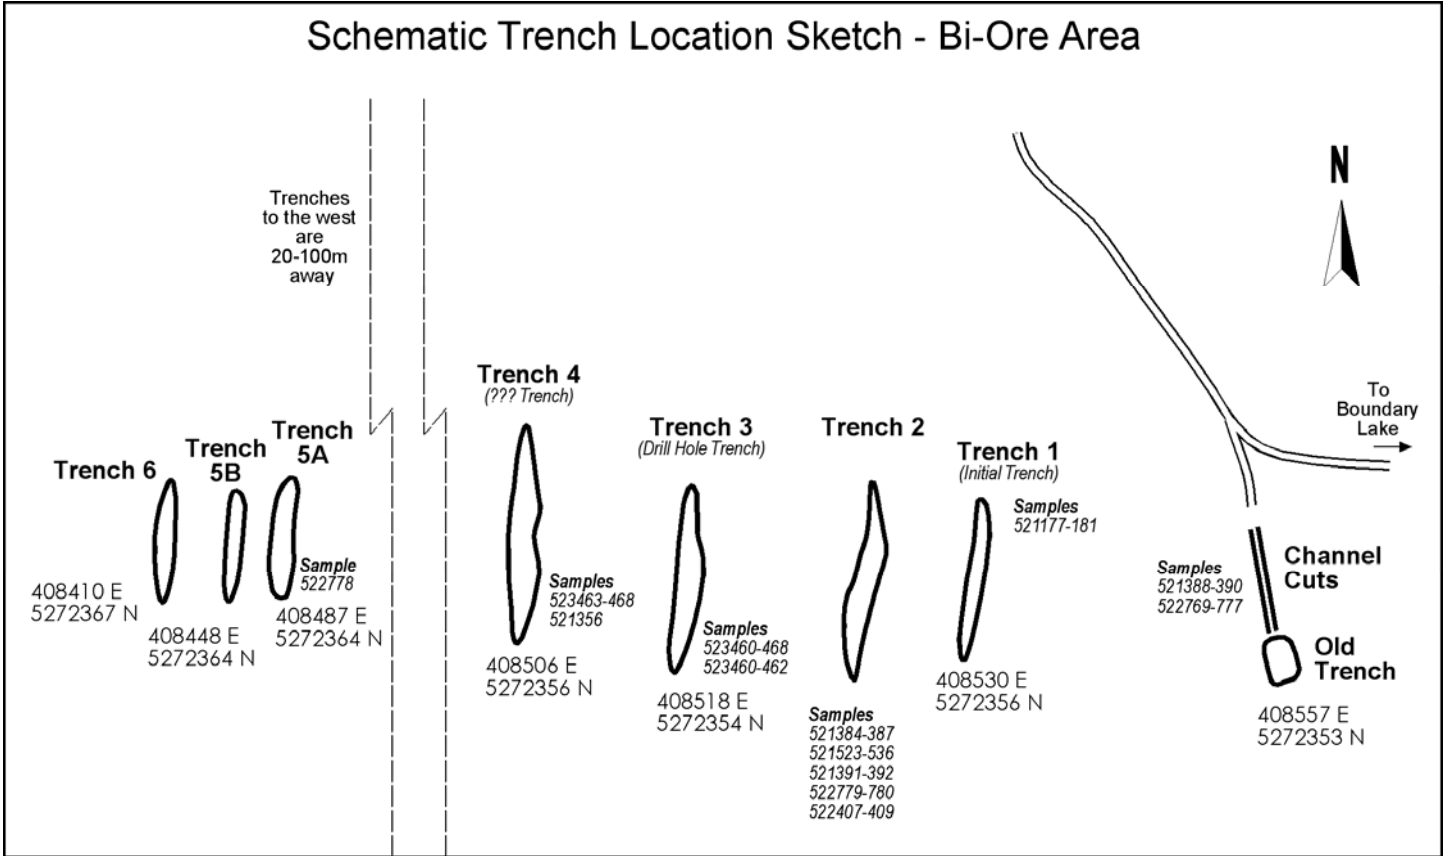 Schematic Trench Location Sketch - Bi-Ore Area
Trenches
to the west
are
20-100m
away
N
To
Boundary
Lake
Trench 6
408410 E
5272367 N
Trench
5B
408448 E
5272364 N
Trench
5A
Sample
522778
408487 E
5272364 N
Trench 4
(??? Trench)
Samples
523463-468
521356
408506 E
5272356 N
Trench 3
(Drill Hole Trench)
Samples
523460-468
523460-462
408518 E
5272354 N
Trench 2
Samples
521384-387
521523-536
521391-392
522779-780
522407-409
Trench 1
(Initial Trench)
Samples
521177-181
408530 E
5272356 N
Samples
521388-390
522769-777
Channel
Cuts
Old
Trench
408557 E
5272353 N